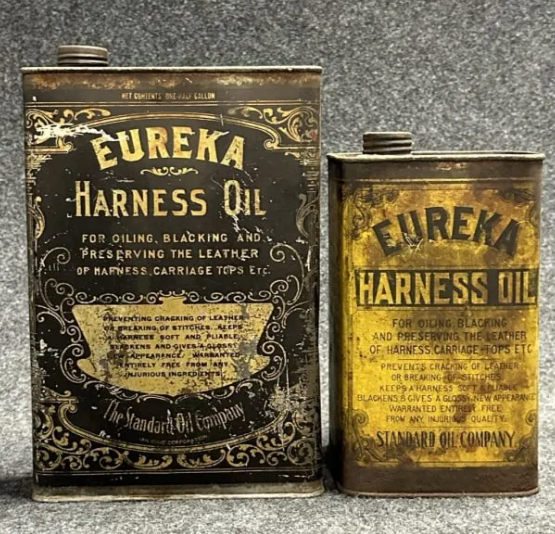 NET CONTENTS ONE-HALF GALLON
EUREKA
HARNESS OIL
FOR OILING, BLACKING AND
PRESERVING THE LEATHER
OF HARNESS, CARRIAGE TOPS ETC.
PREVENTING CRACKING OF LEATHER
OR BREAKING OF STITCHES. KEEPS
A HARNESS SOFT AND PLIABLE,
BLACKENS AND GIVES A GLOSSY
NEW APPEARANCE. WARRANTED
ENTIRELY FREE FROM ANY
INJURIOUS INGREDIENTS.
The Standard Oil Company
EUREKA
HARNESS OIL
FOR OILING, BLACKING
AND PRESERVING THE LEATHER
OF HARNESS, CARRIAGE-TOPS ETC.
PREVENTS CRACKING OF LEATHER
OR BREAKING OF STITCHES.
KEEPS A HARNESS SOFT & PLIABLE,
BLACKENS & GIVES A GLOSSY, NEW APPEARANCE
WARRANTED ENTIRELY FREE
FROM ANY INJURIOUS QUALITY.
STANDARD OIL COMPANY.